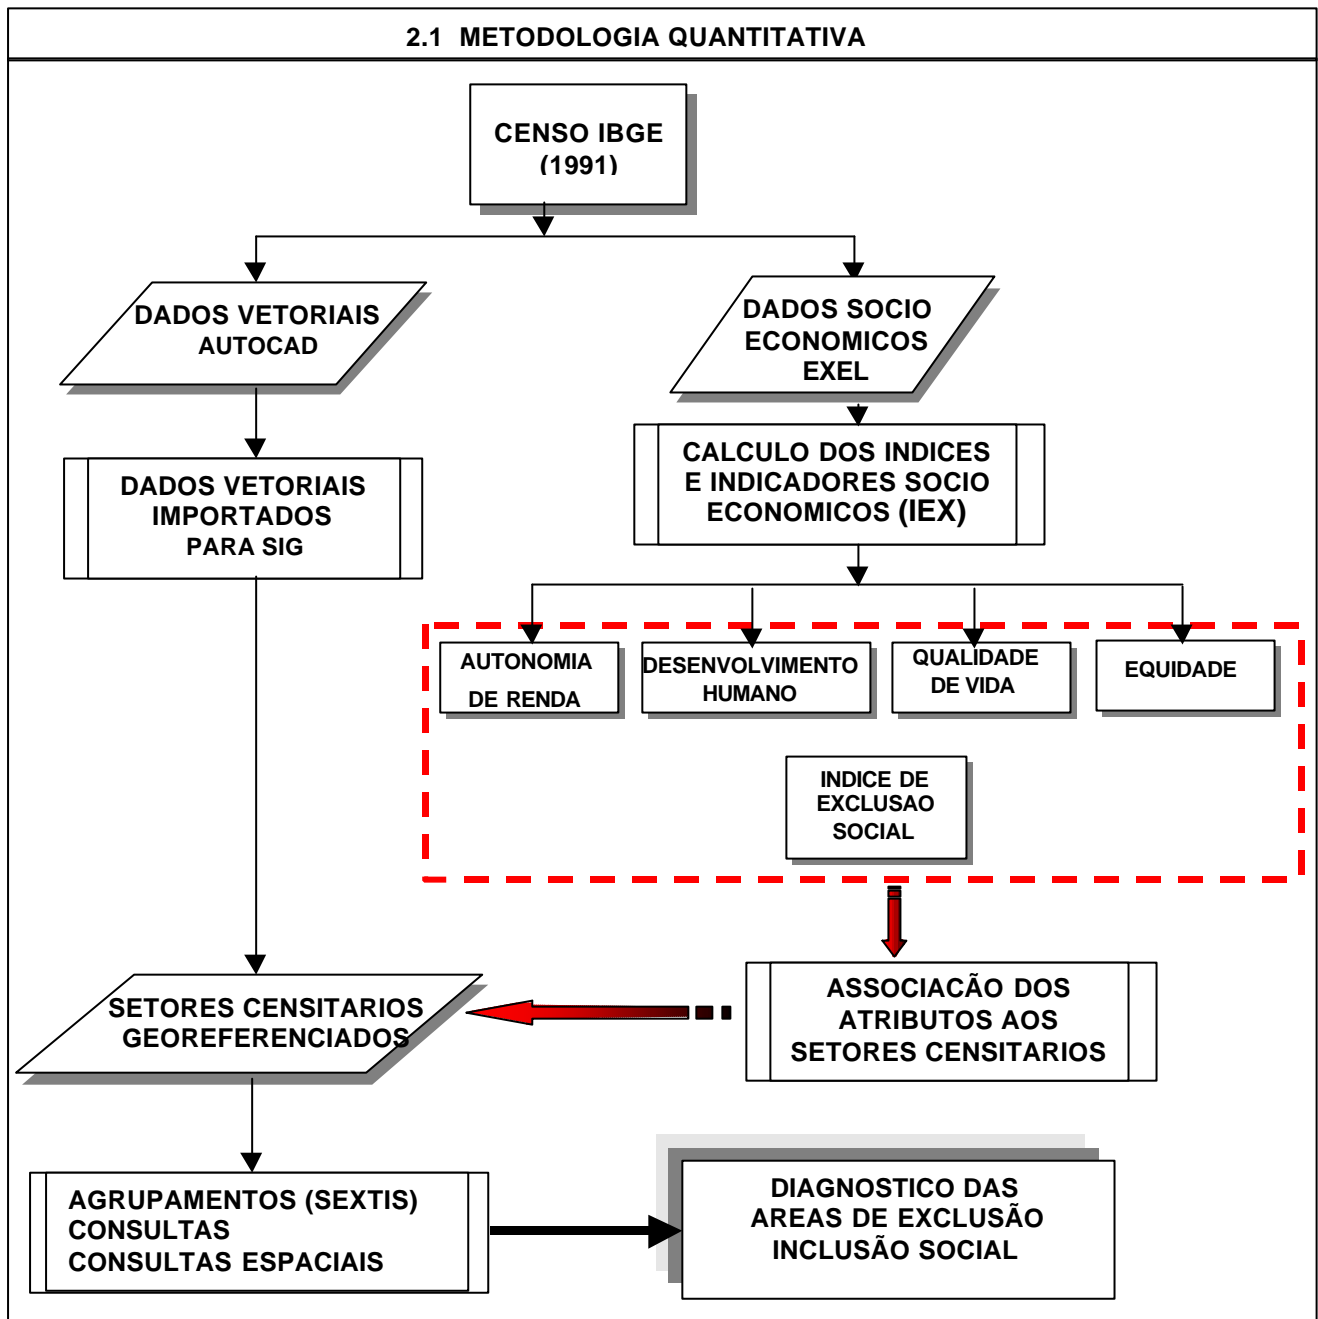 2.1 METODOLOGIA QUANTITATIVA
CENSO IBGE
(1991)
DADOS VETORIAIS
AUTOCAD
DADOS SOCIO
ECONOMICOS
EXEL
DADOS VETORIAIS
IMPORTADOS
PARA SIG
CALCULO DOS INDICES
E INDICADORES SOCIO
ECONOMICOS (IEX)
AUTONOMIA
DE RENDA
DESENVOLVIMENTO
HUMANO
QUALIDADE
DE VIDA
EQUIDADE
INDICE DE
EXCLUSAO
SOCIAL
SETORES CENSITARIOS
GEOREFERENCIADOS
ASSOCIACÃO DOS
ATRIBUTOS AOS
SETORES CENSITARIOS
AGRUPAMENTOS (SEXTIS)
CONSULTAS
CONSULTAS ESPACIAIS
DIAGNOSTICO DAS
AREAS DE EXCLUSÃO
INCLUSÃO SOCIAL